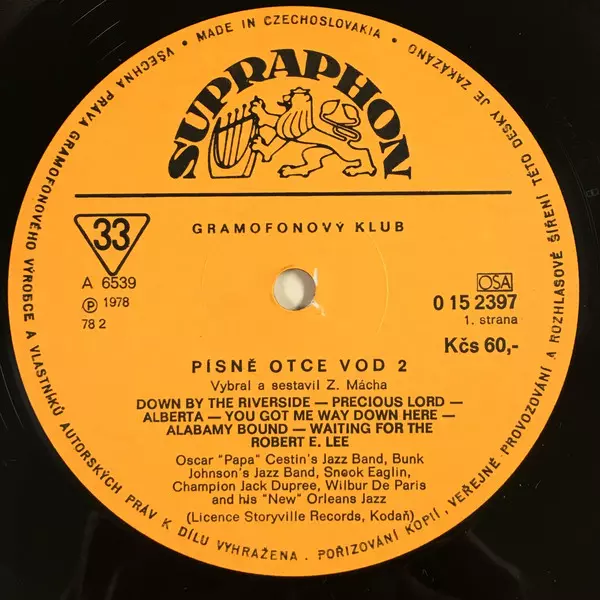 VŠECHNA PRÁVA GRAMOFONOVÉHO VÝROBCE A VLASTNÍKŮ AUTORSKÝCH PRÁV K DÍLU VYHRAŽENA . POŘIZOVÁNÍ KOPIÍ, VEŘEJNÉ PROVOZOVÁNÍ A ROZHLASOVÉ ŠÍŘENÍ TÉTO DESKY JE ZAKÁZÁNO
• MADE IN CZECHOSLOVAKIA •
SUPRAPHON
GRAMOFONOVÝ KLUB
33
A 6539
℗ 1978
78 2
OSA
0 15 2397
1. strana
Kčs 60,-
PÍSNĚ OTCE VOD 2
Vybral a sestavil Z. Mácha
DOWN BY THE RIVERSIDE — PRECIOUS LORD —
ALBERTA — YOU GOT ME WAY DOWN HERE —
ALABAMY BOUND — WAITING FOR THE
ROBERT E. LEE
Oscar "Papa" Cestin's Jazz Band, Bunk
Johnson's Jazz Band, Snook Eaglin,
Champion Jack Dupree, Wilbur De Paris
and his "New" Orleans Jazz
(Licence Storyville Records, Kodaň)